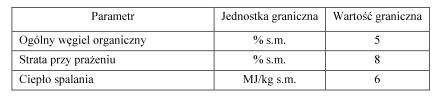 Parametr Jednostka graniczna Wartość graniczna
Ogólny węgiel organiczny % s.m. 5
Strata przy prażeniu % s.m. 8
Ciepło spalania MJ/kg s.m. 6